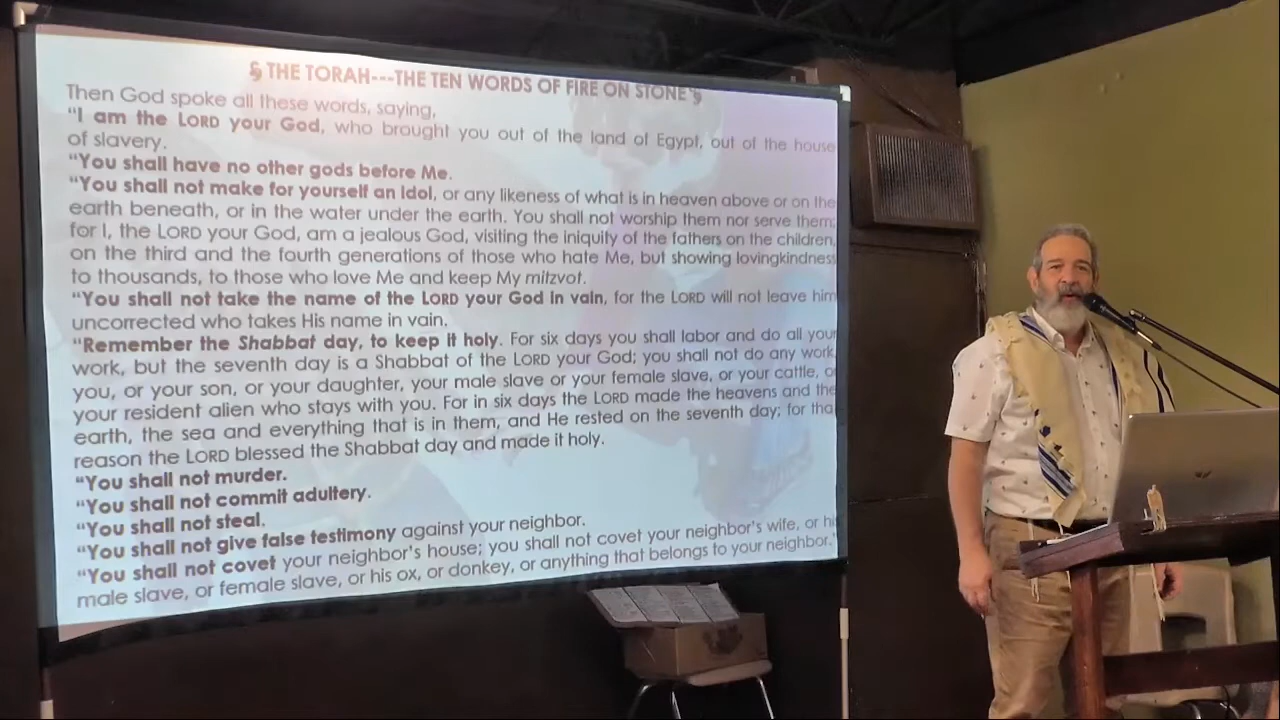 § THE TORAH---THE TEN WORDS OF FIRE ON STONE §
Then God spoke all these words, saying,
“I am the LORD your God, who brought you out of the land of Egypt, out of the house
of slavery.
“You shall have no other gods before Me.
“You shall not make for yourself an idol, or any likeness of what is in heaven above or on the
earth beneath, or in the water under the earth. You shall not worship them nor serve them;
for I, the LORD your God, am a jealous God, visiting the iniquity of the fathers on the children,
on the third and the fourth generations of those who hate Me, but showing lovingkindness
to thousands, to those who love Me and keep My mitzvot.
“You shall not take the name of the LORD your God in vain, for the LORD will not leave him
uncorrected who takes His name in vain.
“Remember the Shabbat day, to keep it holy. For six days you shall labor and do all your
work, but the seventh day is a Shabbat of the LORD your God; you shall not do any work,
you, or your son, or your daughter, your male slave or your female slave, or your cattle, o
your resident alien who stays with you. For in six days the LORD made the heavens and the
earth, the sea and everything that is in them, and He rested on the seventh day; for tha
reason the LORD blessed the Shabbat day and made it holy.
“You shall not murder.
“You shall not commit adultery.
“You shall not steal.
“You shall not give false testimony against your neighbor.
“You shall not covet your neighbor's house; you shall not covet your neighbor's wife, or hi
male slave, or female slave, or his ox, or donkey, or anything that belongs to your neighbor.”